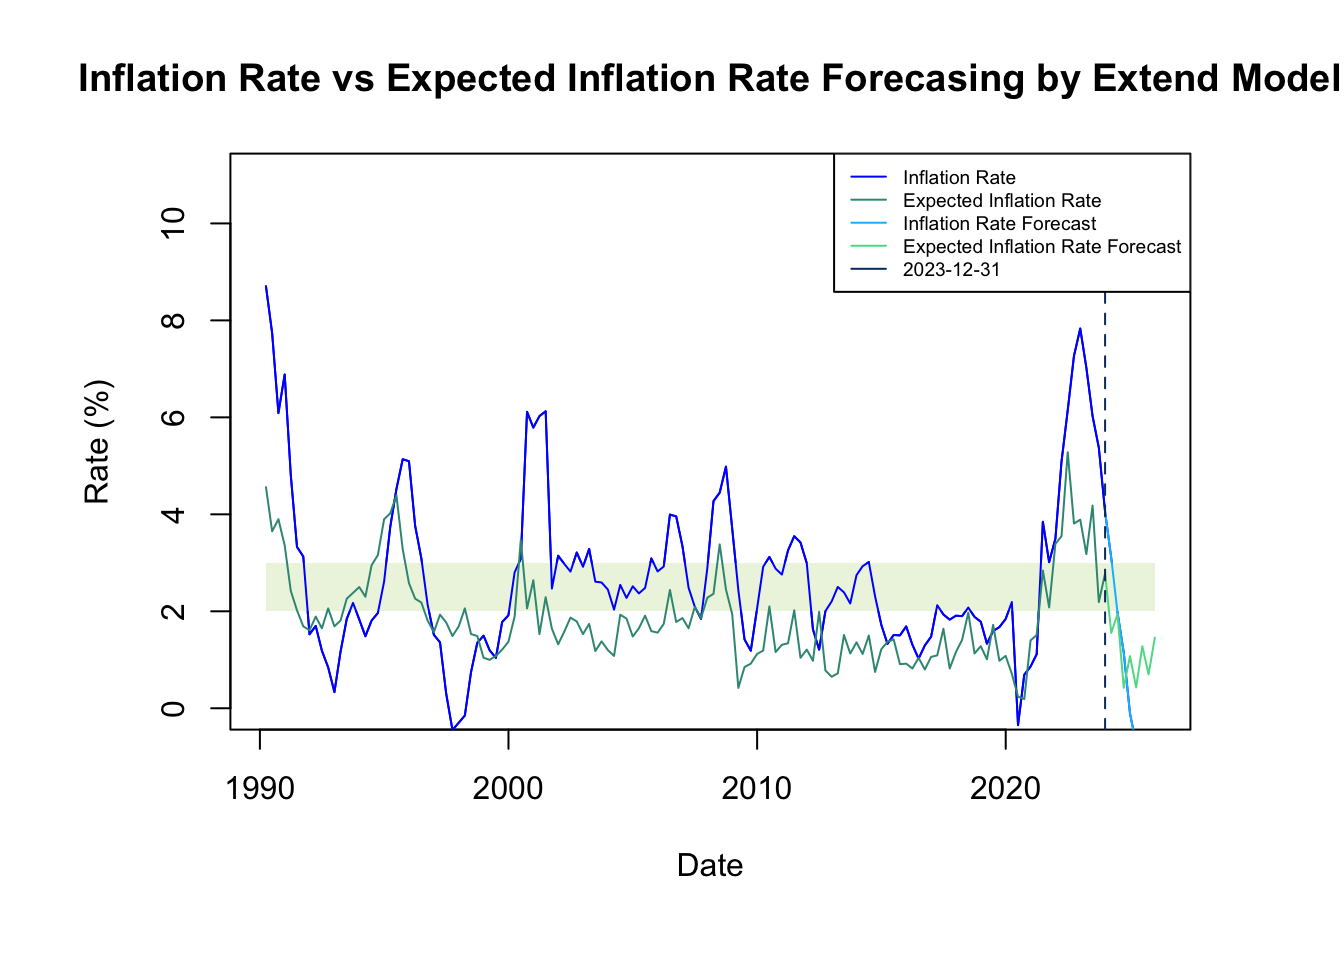 Inflation Rate vs Expected Inflation Rate Forecasing by Extend Model
Inflation Rate
Expected Inflation Rate
Inflation Rate Forecast
Expected Inflation Rate Forecast
2023-12-31
Rate (%)
10
8
6
4
2
0
1990 2000 2010 2020
Date